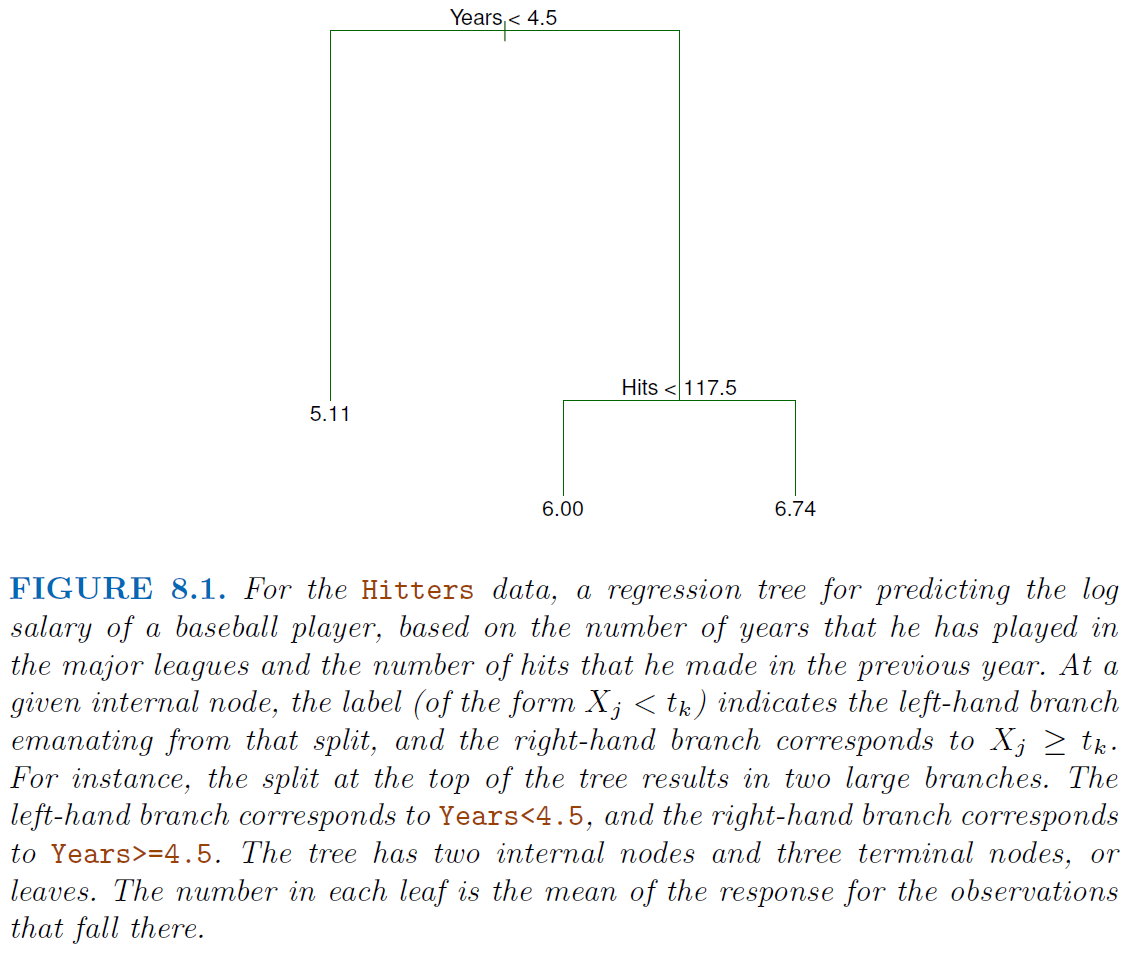 Years < 4.5
Hits < 117.5
5.11
6.00 6.74
FIGURE 8.1. For the Hitters data, a regression tree for predicting the log
salary of a baseball player, based on the number of years that he has played in
the major leagues and the number of hits that he made in the previous year. At a
given internal node, the label (of the form Xj < tk) indicates the left-hand branch
emanating from that split, and the right-hand branch corresponds to Xj ≥ tk.
For instance, the split at the top of the tree results in two large branches. The
left-hand branch corresponds to Years<4.5, and the right-hand branch corresponds
to Years>=4.5. The tree has two internal nodes and three terminal nodes, or
leaves. The number in each leaf is the mean of the response for the observations
that fall there.